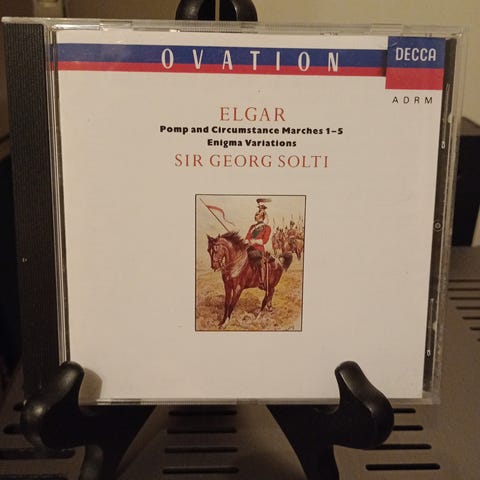 OVATION
DECCA
ADRM
ELGAR
Pomp and Circumstance Marches 1–5
Enigma Variations
SIR GEORG SOLTI